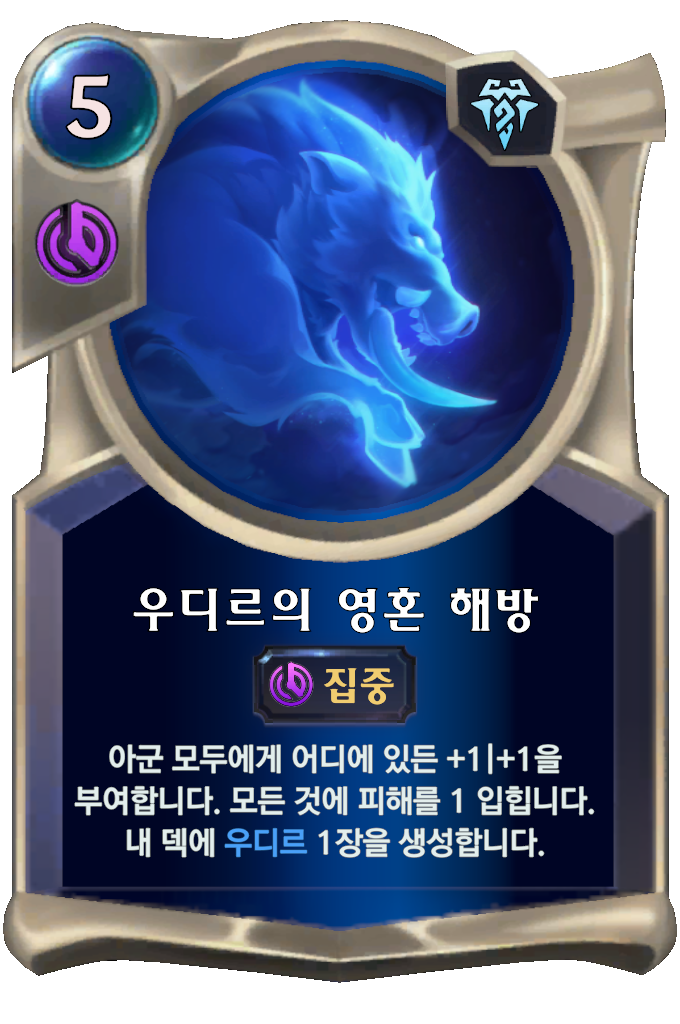 5
우디르의 영혼 해방
집중
아군 모두에게 어디에 있든 +1|+1을
부여합니다. 모든 것에 피해를 1 입힙니다.
내 덱에 우디르 1장을 생성합니다.